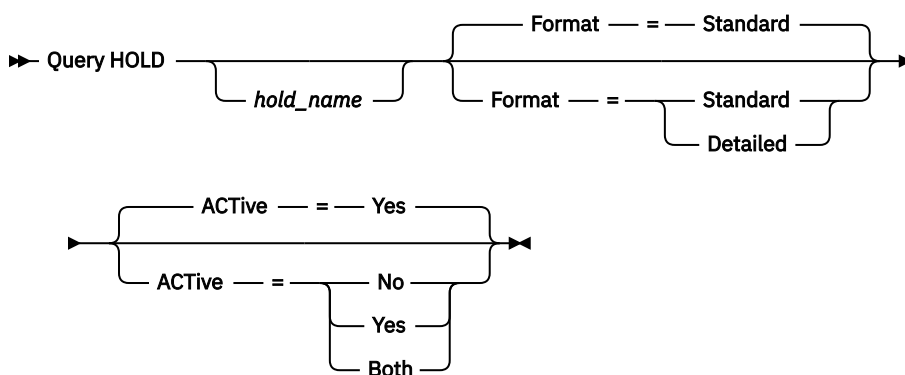 Format = Standard
Query HOLD
hold_name
Format = Standard
Detailed
ACTive = Yes
ACTive = No
Yes
Both